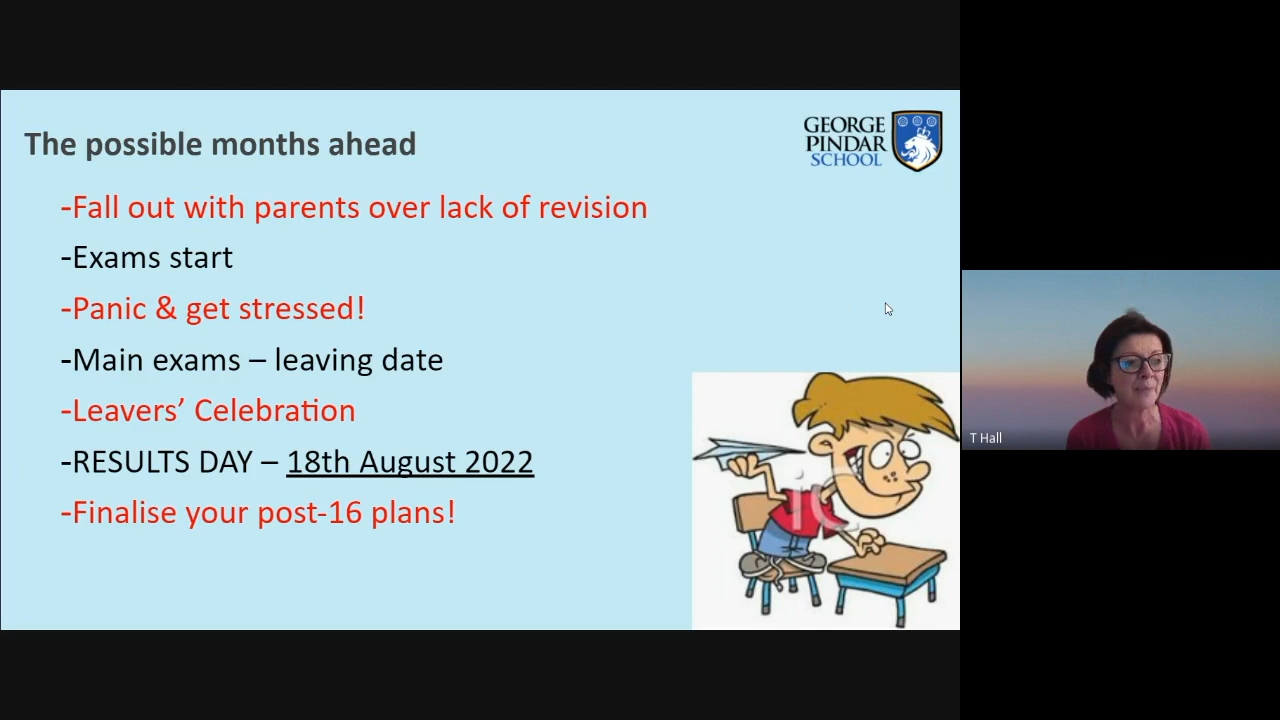 The possible months ahead
GEORGE
PINDAR
SCHOOL
-Fall out with parents over lack of revision
-Exams start
-Panic & get stressed!
-Main exams – leaving date
-Leavers’ Celebration
-RESULTS DAY – 18th August 2022
-Finalise your post-16 plans!
iC
T Hall